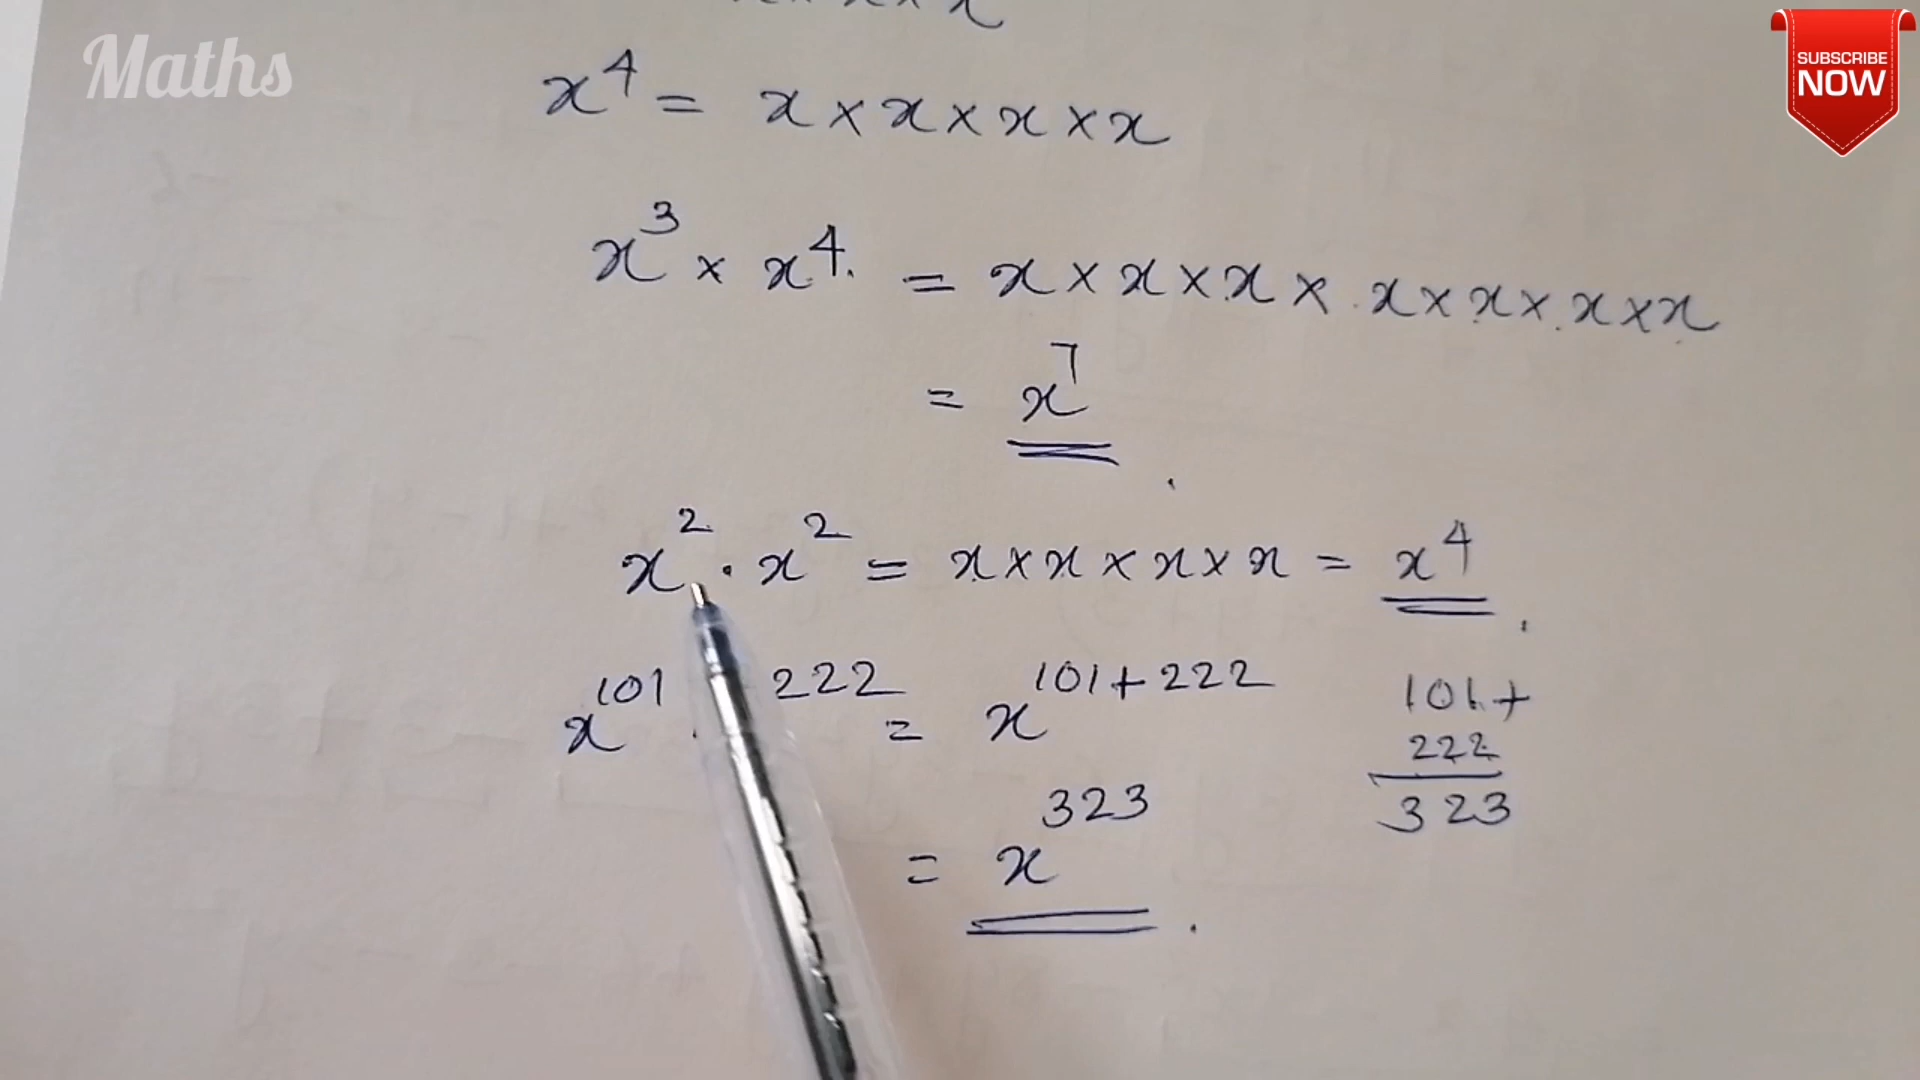 Maths
SUBSCRIBE
NOW
x⁴ = x × x × x × x
x³ × x⁴ = x × x × x × x × x × x × x
= x⁷
x² · x² = x × x × x × x = x⁴
x¹⁰¹ · ²²² = x¹⁰¹⁺²²²
= x³²³
101+
222
323